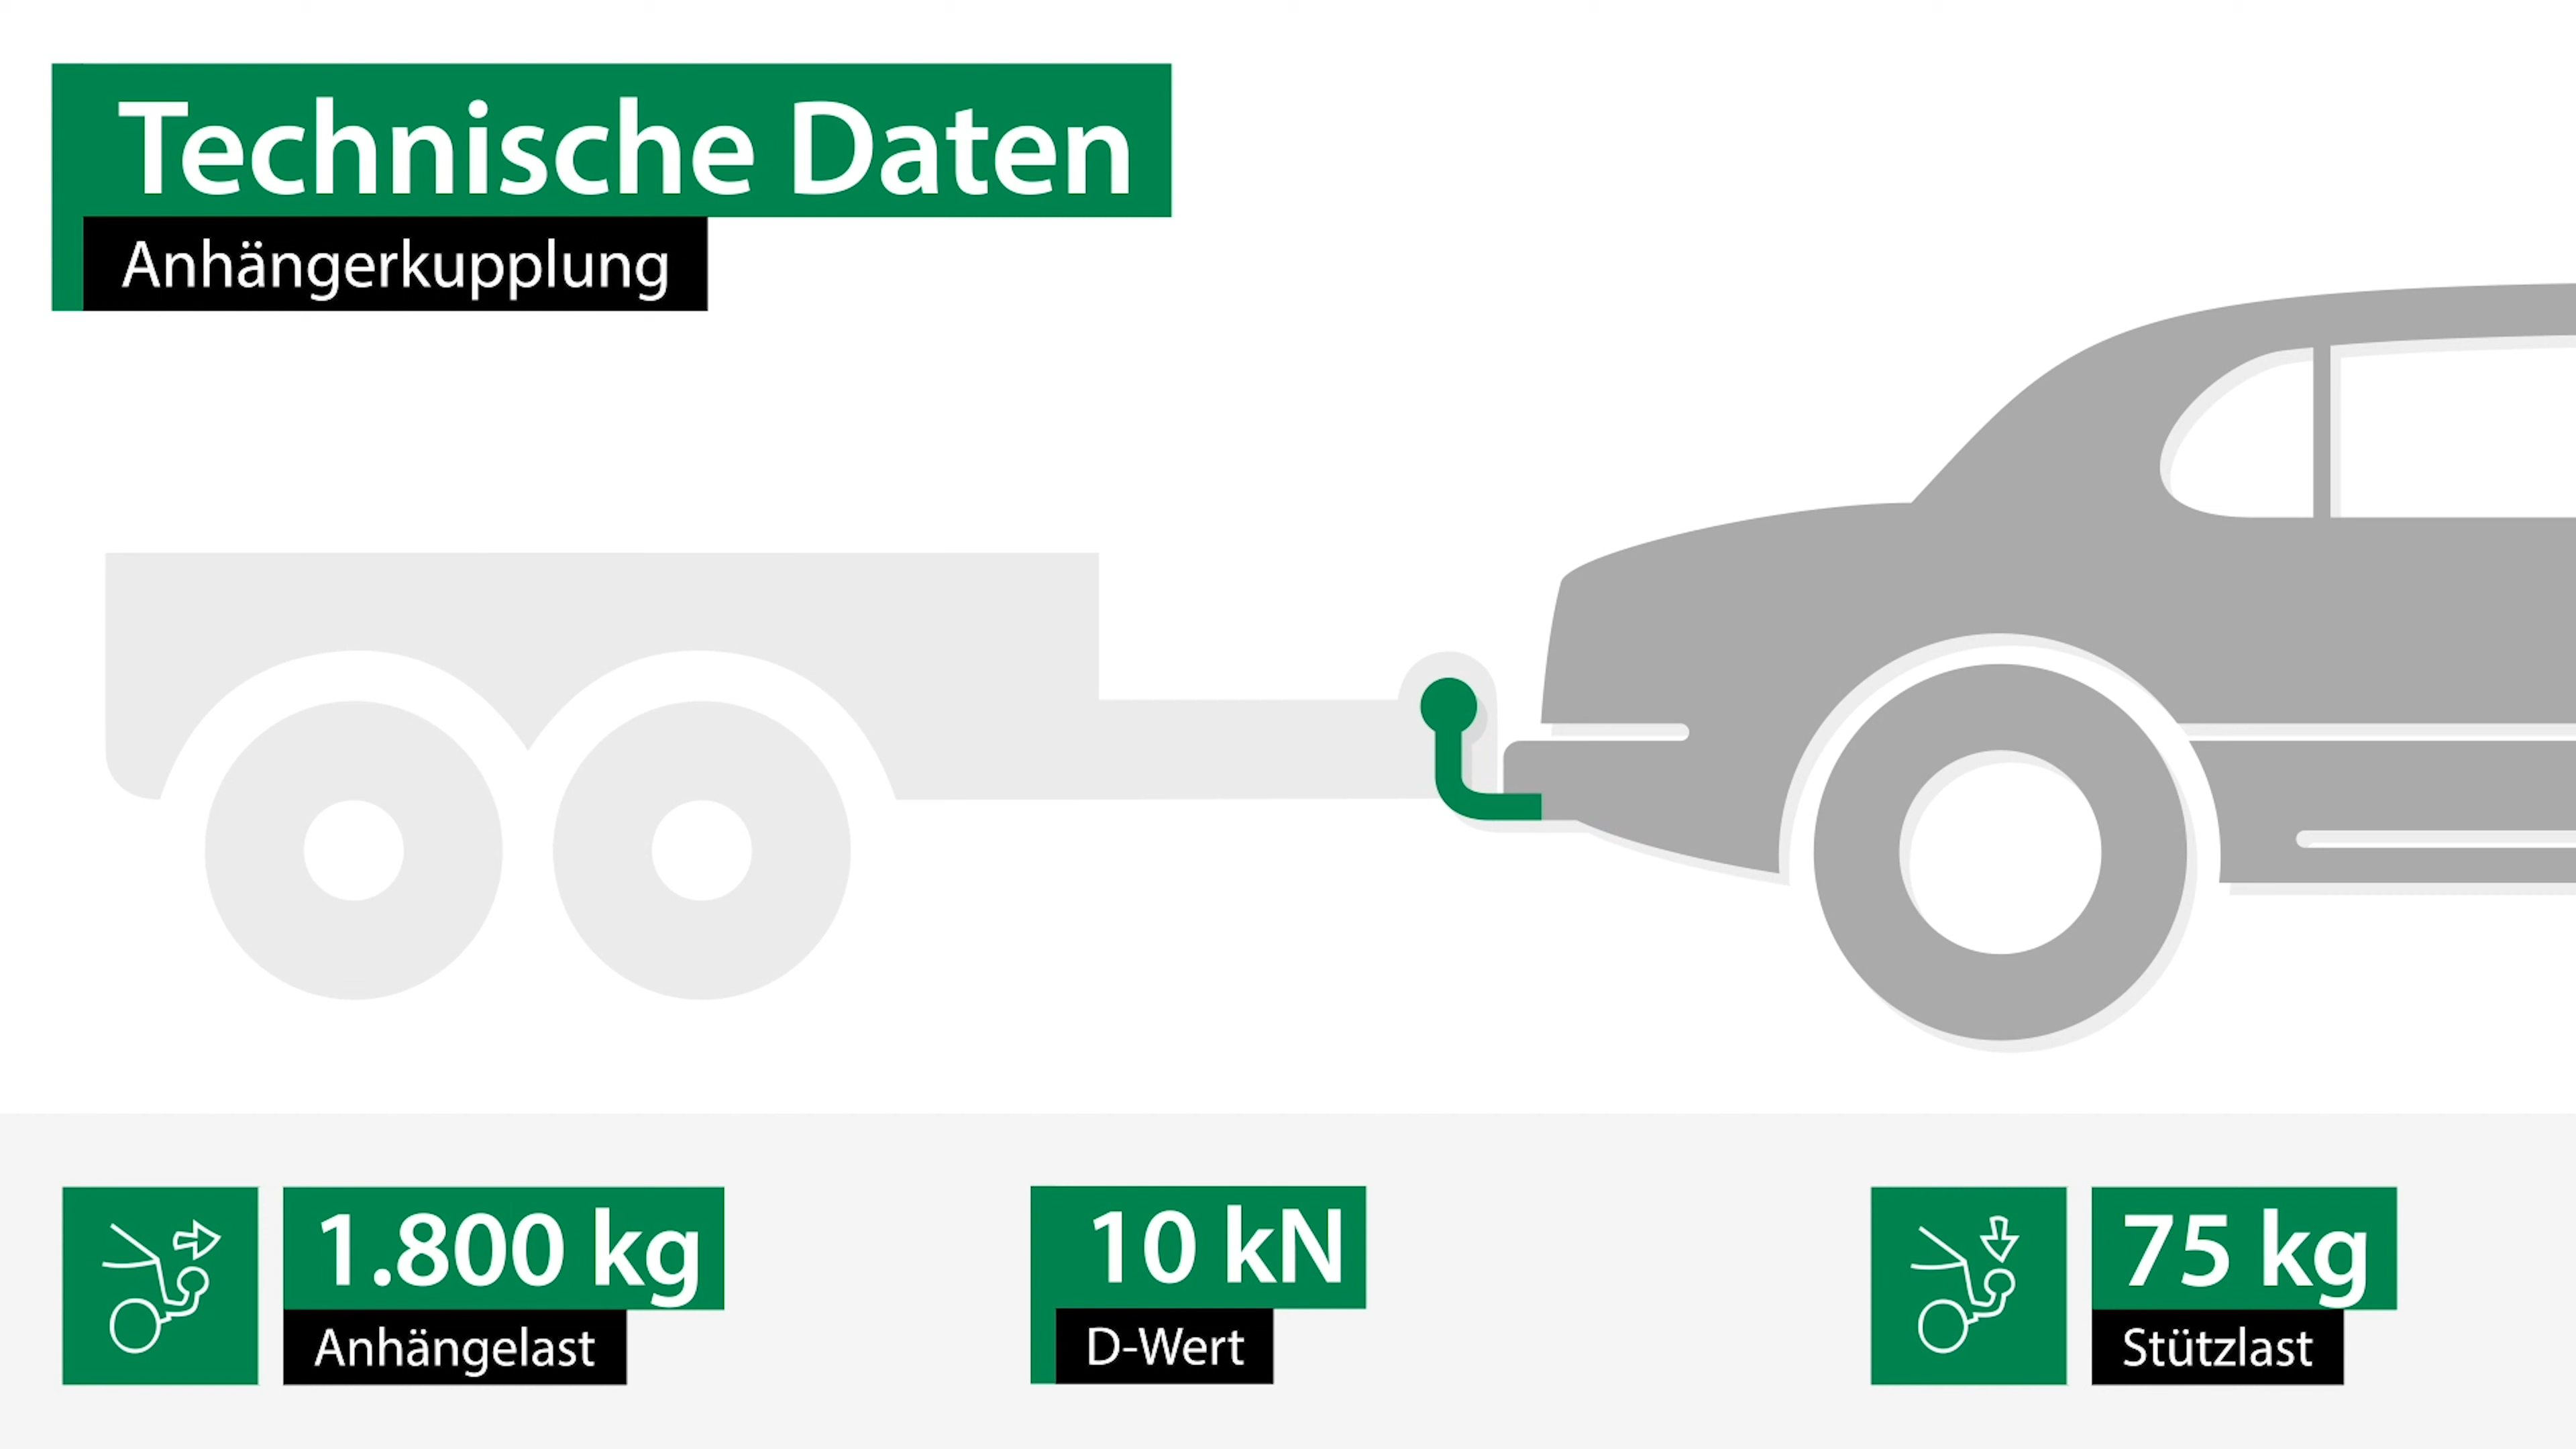 Technische Daten
Anhängerkupplung
1.800 kg
Anhängelast
10 kN
D-Wert
75 kg
Stützlast